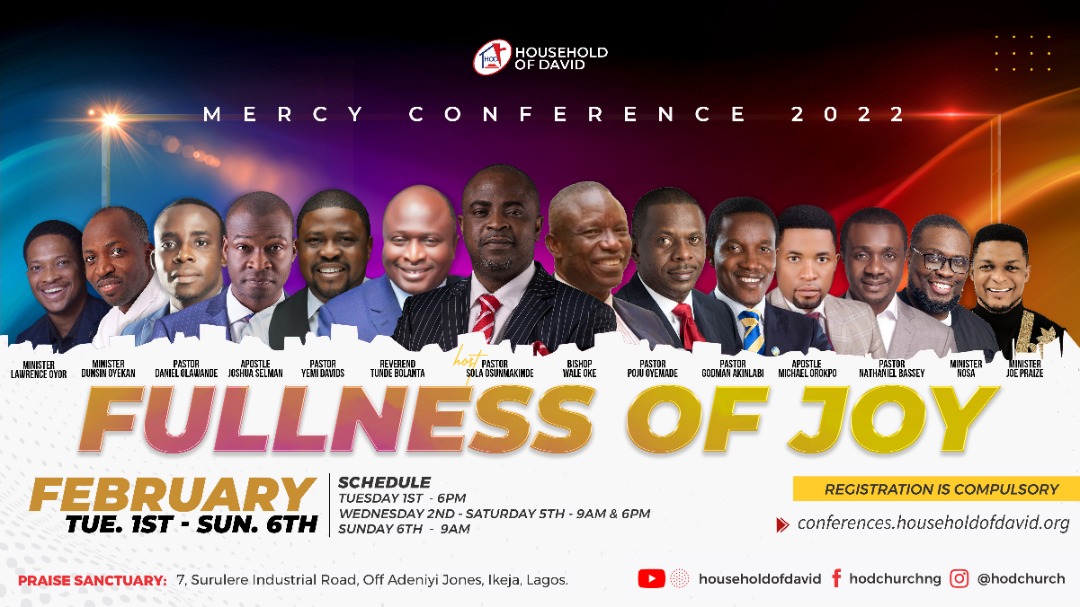 HOUSEHOLD
OF DAVID
MERCY CONFERENCE 2022
MINISTER
LAWRENCE OYOR
MINISTER
DUNSIN OYEKAN
PASTOR
DANIEL OLAWANDE
APOSTLE
JOSHUA SELMAN
PASTOR
YEMI DAVIDS
REVEREND
TUNDE BOLANTA
host PASTOR
SOLA OSUNMAKINDE
BISHOP
WALE OKE
PASTOR
POJU OYEMADE
PASTOR
GODMAN AKINLABI
APOSTLE
MICHAEL OROKPO
PASTOR
NATHANIEL BASSEY
MINISTER
NOSA
MINISTER
JOE PRAIZE
FULLNESS OF JOY
FEBRUARY
TUE. 1ST - SUN. 6TH
SCHEDULE
TUESDAY 1ST - 6PM
WEDNESDAY 2ND - SATURDAY 5TH - 9AM & 6PM
SUNDAY 6TH - 9AM
REGISTRATION IS COMPULSORY
conferences.householdofdavid.org
PRAISE SANCTUARY: 7, Surulere Industrial Road, Off Adeniyi Jones, Ikeja, Lagos.
householdofdavid hodchurchng @hodchurch